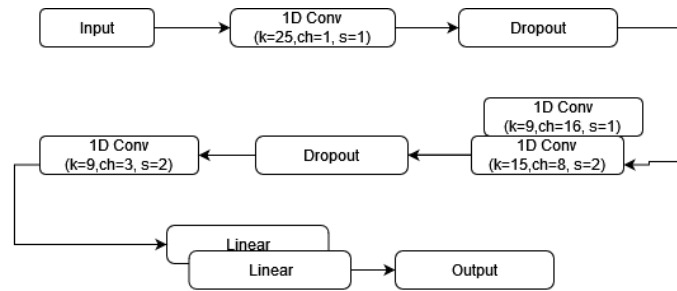 Input
1D Conv
(k=25,ch=1, s=1)
Dropout
1D Conv
(k=9,ch=16, s=1)
1D Conv
(k=15,ch=8, s=2)
Dropout
1D Conv
(k=9,ch=3, s=2)
Linear
Linear
Output